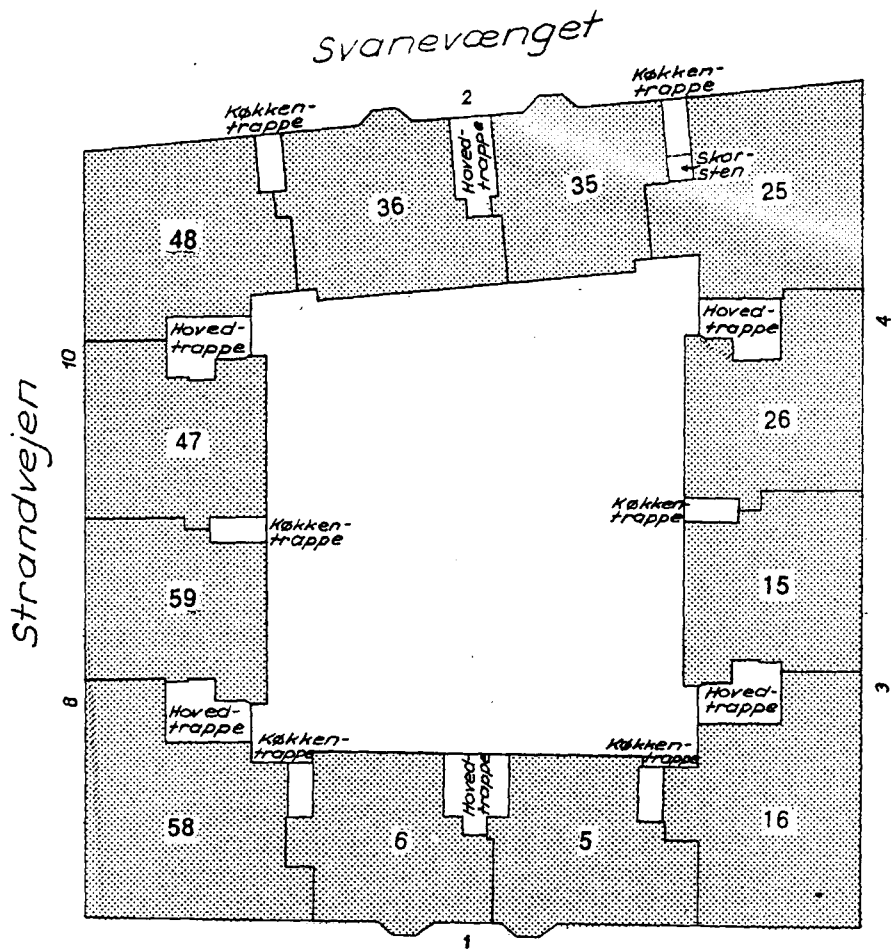 Svanevænget
2
Køkken-
trappe
Køkken-
trappe
Hoved-
trappe
Skor-
sten
48
36
35
25
Hoved-
trappe
Hoved-
trappe
10
4
Strandvejen
47
26
Køkken-
trappe
Køkken-
trappe
59
15
8
3
Hoved-
trappe
Hoved-
trappe
Køkken-
trappe
Køkken-
trappe
Hoved-
trappe
58
6
5
16
1